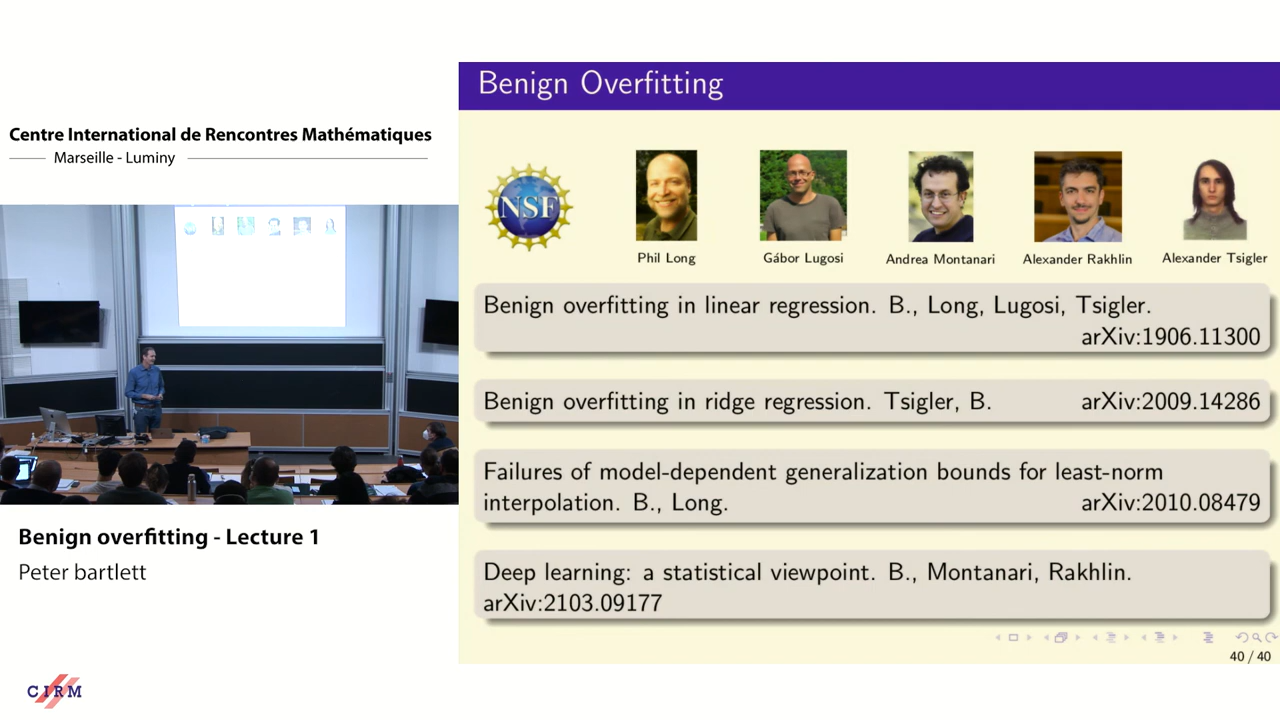 Centre International de Rencontres Mathématiques
Marseille - Luminy
Benign overfitting - Lecture 1
Peter bartlett
CIRM
Benign Overfitting
NSF
Phil Long
Gábor Lugosi
Andrea Montanari
Alexander Rakhlin
Alexander Tsigler
Benign overfitting in linear regression. B., Long, Lugosi, Tsigler.
arXiv:1906.11300
Benign overfitting in ridge regression. Tsigler, B. arXiv:2009.14286
Failures of model-dependent generalization bounds for least-norm
interpolation. B., Long. arXiv:2010.08479
Deep learning: a statistical viewpoint. B., Montanari, Rakhlin.
arXiv:2103.09177
40 / 40